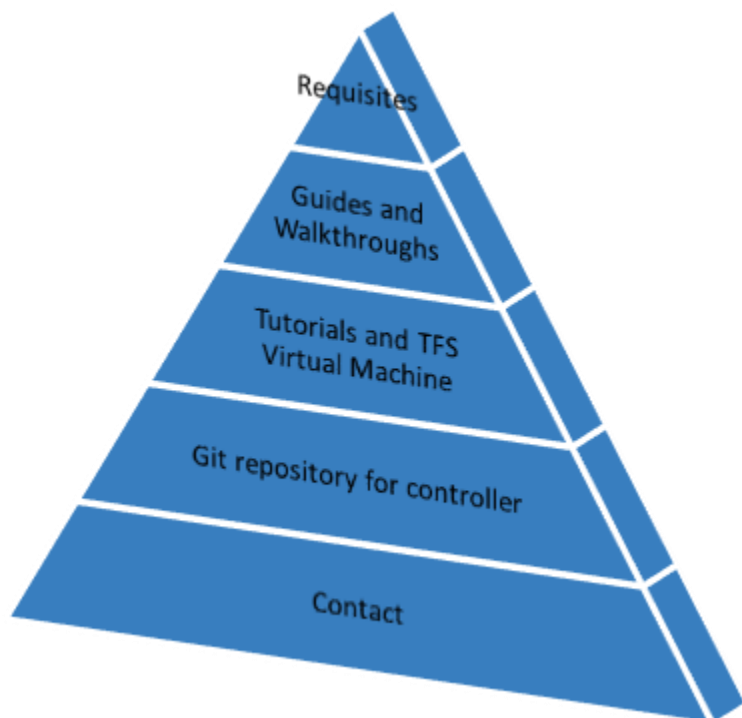 Requisites
Guides and
Walkthroughs
Tutorials and TFS
Virtual Machine
Git repository for controller
Contact